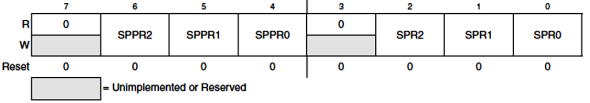 7 6 5 4 3 2 1 0
R 0 SPPR2 SPPR1 SPPR0 0 SPR2 SPR1 SPR0
W
Reset 0 0 0 0 0 0 0 0
= Unimplemented or Reserved